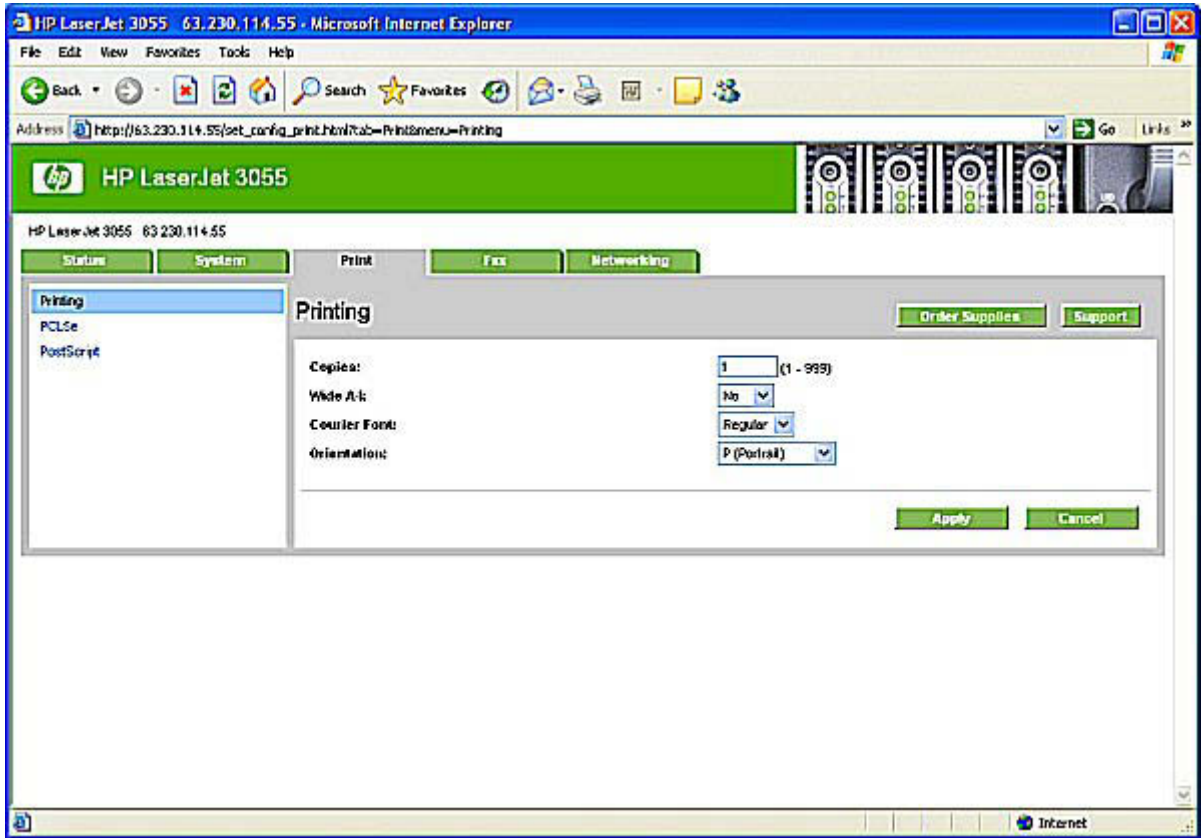 HP LaserJet 3055 63.230.114.55 - Microsoft Internet Explorer
File Edit View Favorites Tools Help
Back Search Favorites
Address http://63.230.114.55/set_config_print.html?tab=Print&menu=Printing Go Links »
hp HP LaserJet 3055
HP LaserJet 3055 63.230.114.55
Status System Print Fax Networking
Printing
PCL5e
PostScript
Printing
Order Supplies Support
Copies: 1 (1 - 999)
Wide A4: No
Courier Font: Regular
Orientation: P (Portrait)
Apply Cancel
Internet